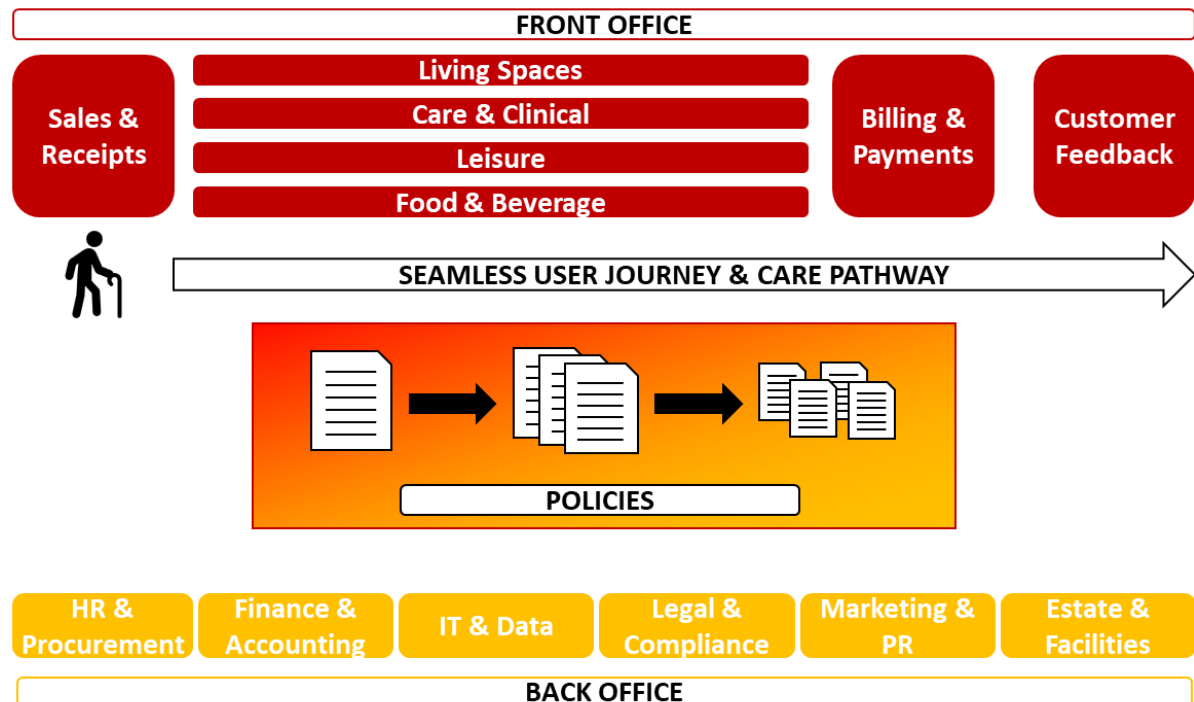 FRONT OFFICE
Sales &
Receipts
Living Spaces
Care & Clinical
Leisure
Food & Beverage
Billing &
Payments
Customer
Feedback
SEAMLESS USER JOURNEY & CARE PATHWAY
POLICIES
HR &
Procurement
Finance &
Accounting
IT & Data
Legal &
Compliance
Marketing &
PR
Estate &
Facilities
BACK OFFICE